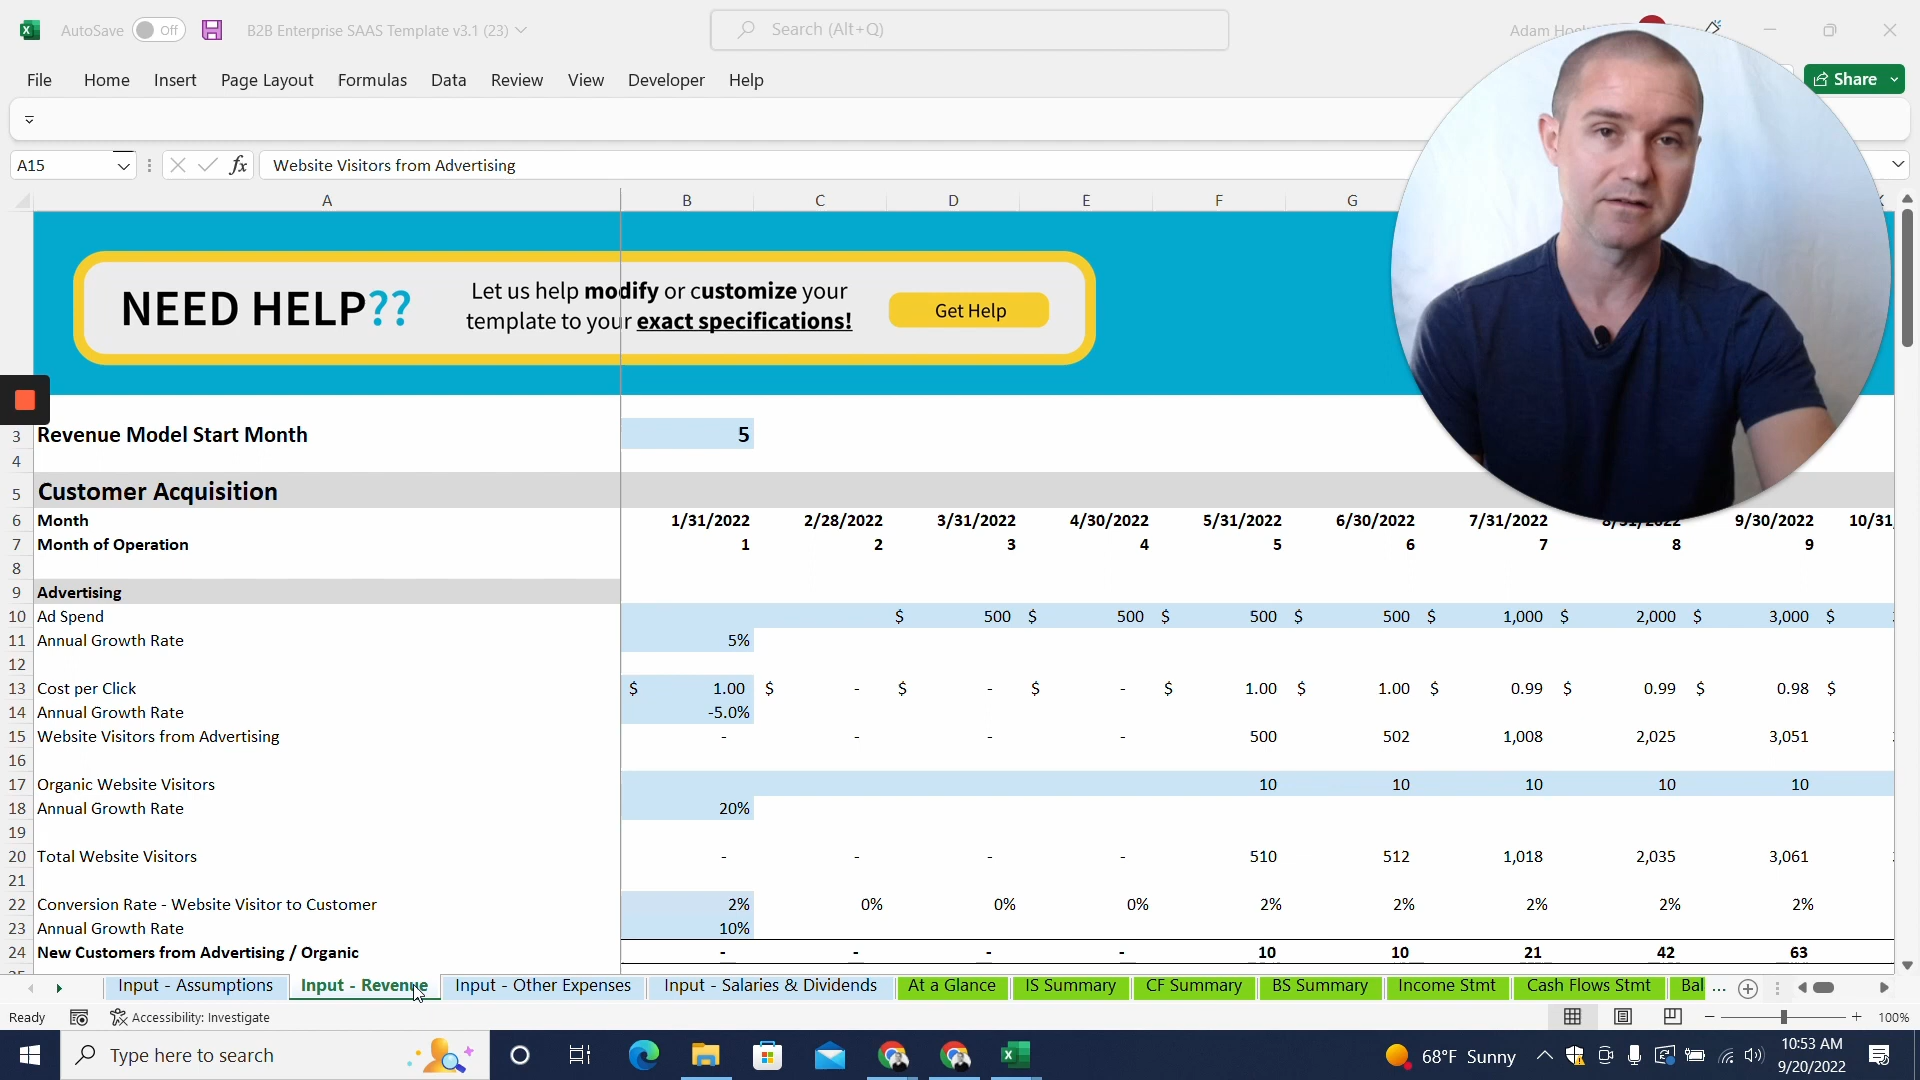 AutoSave Off B2B Enterprise SAAS Template v3.1 (23) Search (Alt+Q) Adam
File Home Insert Page Layout Formulas Data Review View Developer Help Share
A15 fx Website Visitors from Advertising
A B C D E F G
NEED HELP??
Let us help modify or customize your
template to your exact specifications!
Get Help
3 Revenue Model Start Month 5
4
5 Customer Acquisition
6 Month 1/31/2022 2/28/2022 3/31/2022 4/30/2022 5/31/2022 6/30/2022 7/31/2022 8/31/2022 9/30/2022 10/31
7 Month of Operation 1 2 3 4 5 6 7 8 9
8
9 Advertising
10 Ad Spend $ 500 $ 500 $ 500 $ 500 $ 1,000 $ 2,000 $ 3,000 $
11 Annual Growth Rate 5%
12
13 Cost per Click $ 1.00 $ - $ - $ - $ 1.00 $ 1.00 $ 0.99 $ 0.99 $ 0.98 $
14 Annual Growth Rate -5.0%
15 Website Visitors from Advertising - - - - 500 502 1,008 2,025 3,051
16
17 Organic Website Visitors 10 10 10 10 10
18 Annual Growth Rate 20%
19
20 Total Website Visitors - - - - 510 512 1,018 2,035 3,061
21
22 Conversion Rate - Website Visitor to Customer 2% 0% 0% 0% 2% 2% 2% 2% 2%
23 Annual Growth Rate 10%
24 New Customers from Advertising / Organic - - - - 10 10 21 42 63
Input - Assumptions Input - Revenue Input - Other Expenses Input - Salaries & Dividends At a Glance IS Summary CF Summary BS Summary Income Stmt Cash Flows Stmt Bal ...
Ready Accessibility: Investigate 100%
Type here to search 68°F Sunny 10:53 AM
9/20/2022